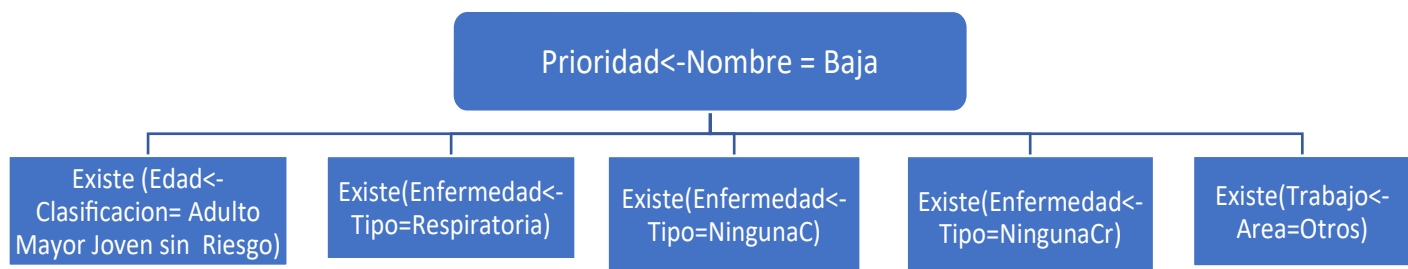 Prioridad<-Nombre = Baja
Existe (Edad<-
Clasificacion= Adulto
Mayor Joven sin  Riesgo)
Existe(Enfermedad<-
Tipo=Respiratoria)
Existe(Enfermedad<-
Tipo=NingunaC)
Existe(Enfermedad<-
Tipo=NingunaCr)
Existe(Trabajo<-
Area=Otros)